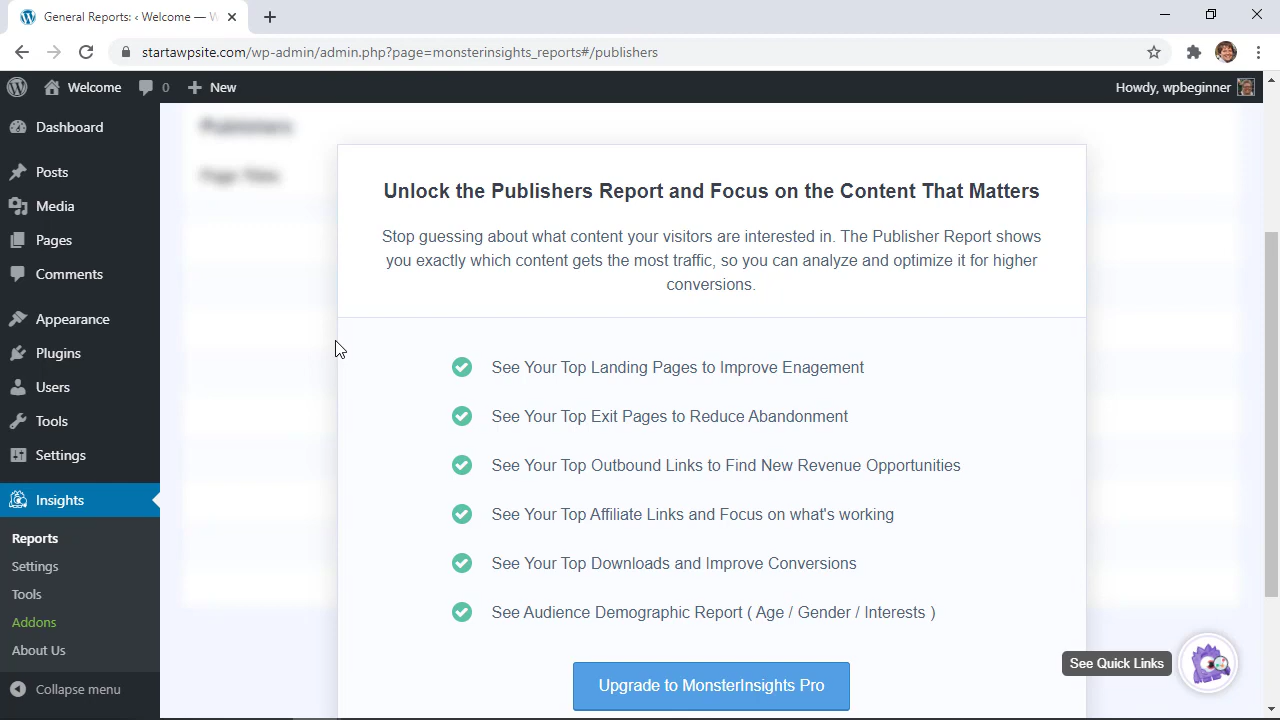 General Reports: ‹ Welcome — W
startawpsite.com/wp-admin/admin.php?page=monsterinsights_reports#/publishers
Welcome
0
New
Howdy, wpbeginner
Dashboard
Posts
Media
Pages
Comments
Appearance
Plugins
Users
Tools
Settings
Insights
Reports
Settings
Tools
Addons
About Us
Collapse menu
Publishers
Page Titles
Unlock the Publishers Report and Focus on the Content That Matters
Stop guessing about what content your visitors are interested in. The Publisher Report shows
you exactly which content gets the most traffic, so you can analyze and optimize it for higher
conversions.
See Your Top Landing Pages to Improve Enagement
See Your Top Exit Pages to Reduce Abandonment
See Your Top Outbound Links to Find New Revenue Opportunities
See Your Top Affiliate Links and Focus on what's working
See Your Top Downloads and Improve Conversions
See Audience Demographic Report ( Age / Gender / Interests )
Upgrade to MonsterInsights Pro
See Quick Links